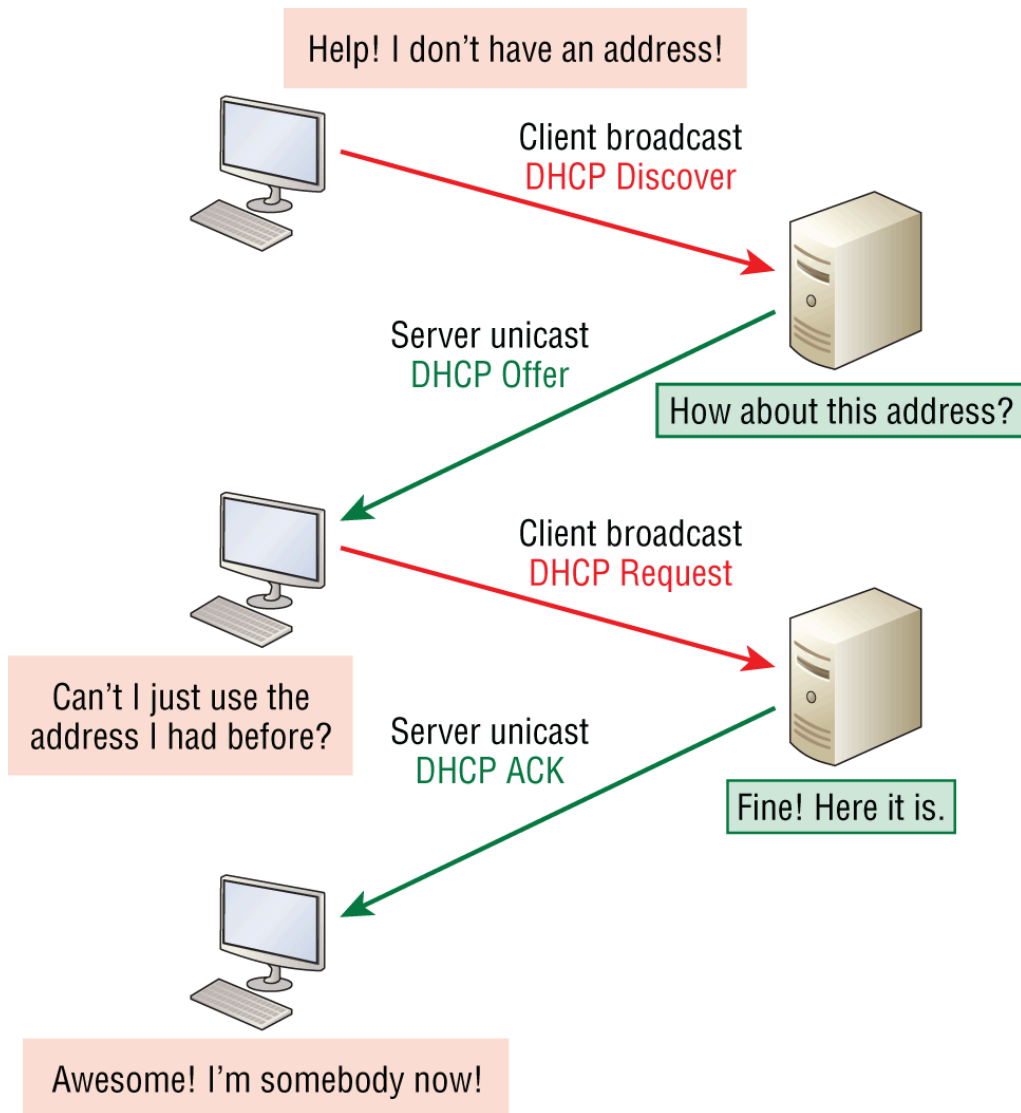 Help! I don’t have an address!
Client broadcast
DHCP Discover
Server unicast
DHCP Offer
How about this address?
Client broadcast
DHCP Request
Can’t I just use the
address I had before?
Server unicast
DHCP ACK
Fine! Here it is.
Awesome! I’m somebody now!